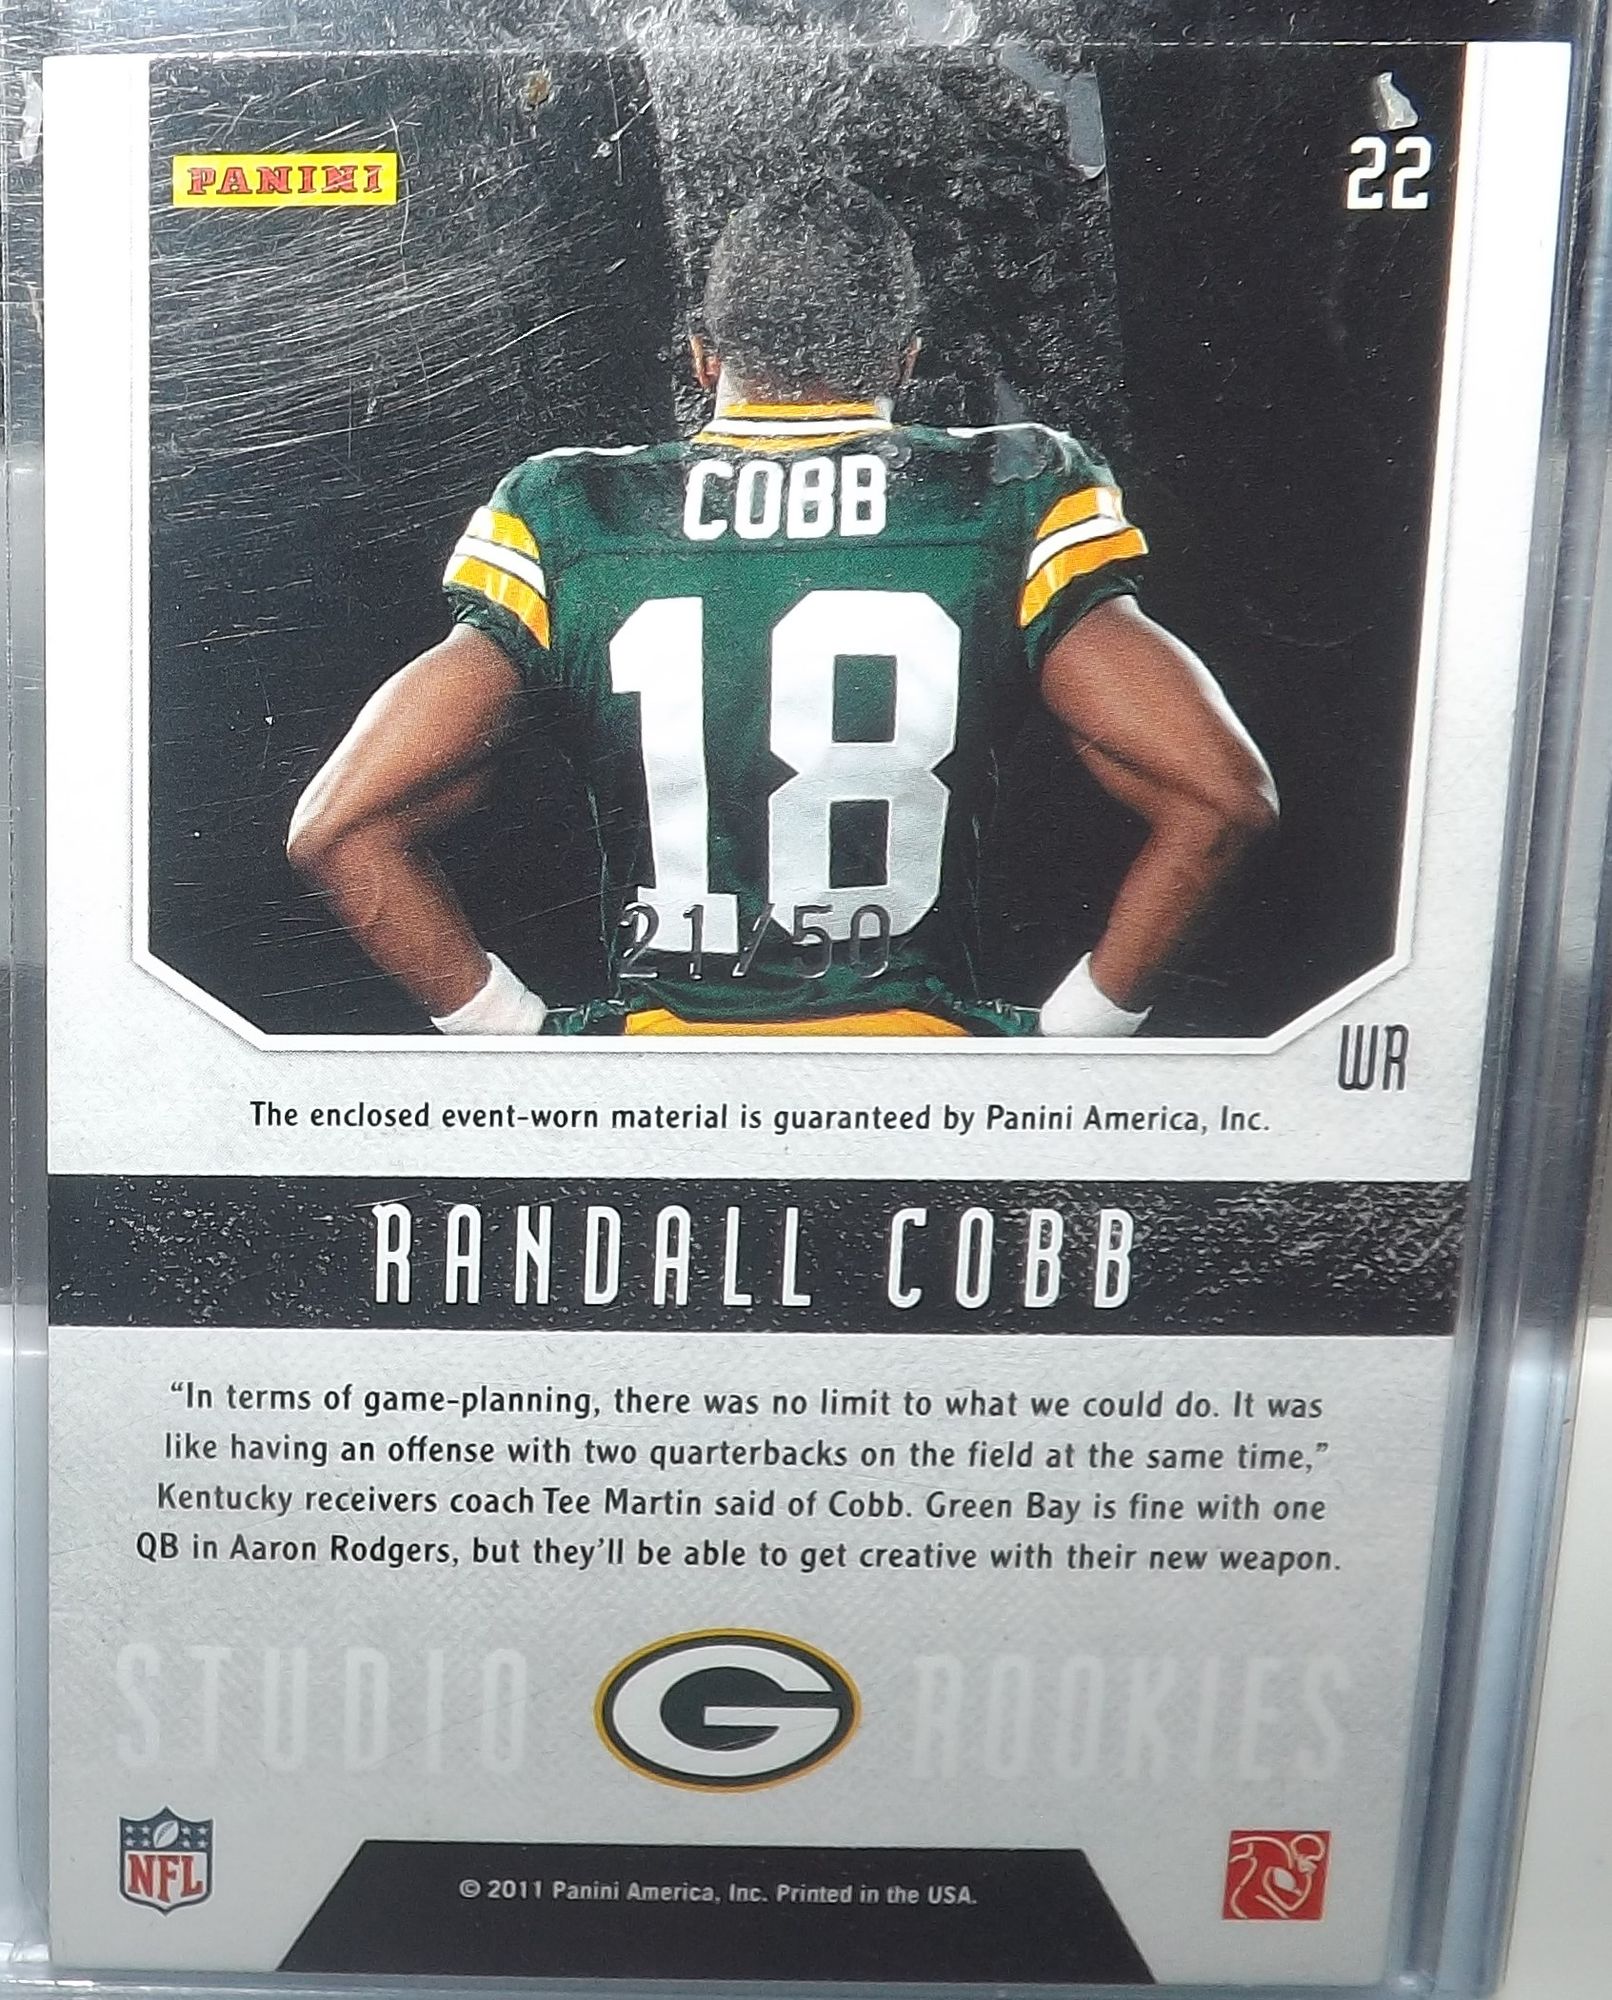 PANINI
22
COBB
18
21/50
WR
The enclosed event-worn material is guaranteed by Panini America, Inc.
RANDALL COBB
“In terms of game-planning, there was no limit to what we could do. It was
like having an offense with two quarterbacks on the field at the same time,”
Kentucky receivers coach Tee Martin said of Cobb. Green Bay is fine with one
QB in Aaron Rodgers, but they’ll be able to get creative with their new weapon.
STUDIO G ROOKIES
NFL
© 2011 Panini America, Inc. Printed in the USA.